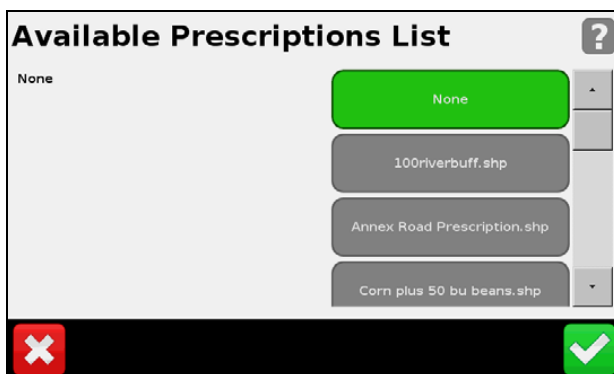 Available Prescriptions List
?
None
None
100riverbuff.shp
Annex Road Prescription.shp
Corn plus 50 bu beans.shp